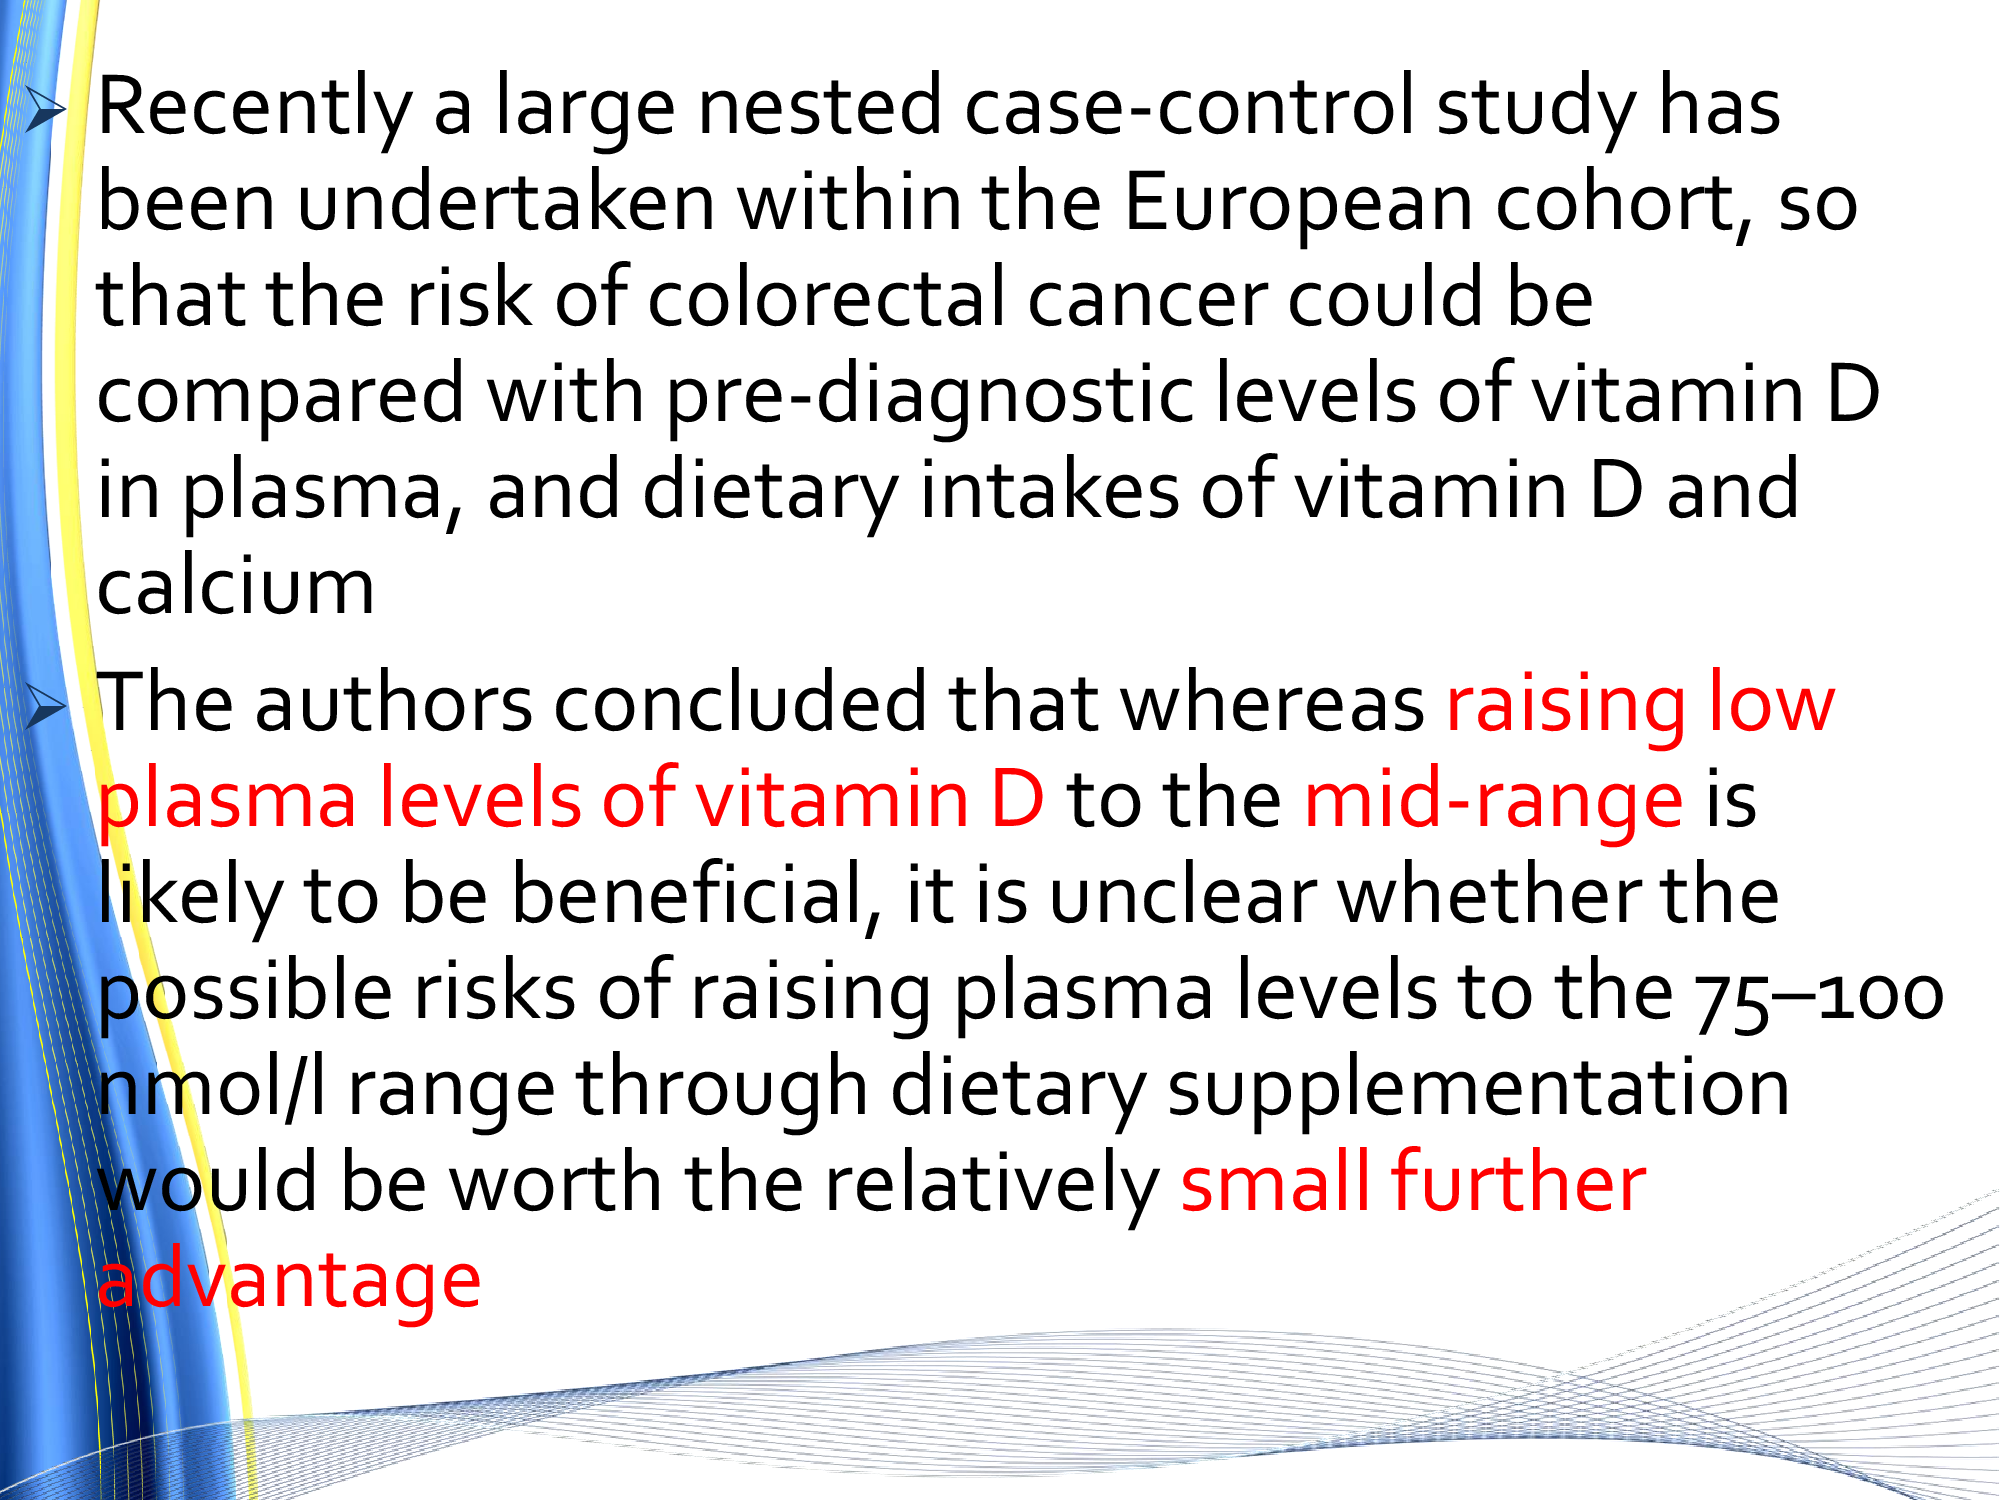 Recently a large nested case-control study has
been undertaken within the European cohort, so
that the risk of colorectal cancer could be
compared with pre-diagnostic levels of vitamin D
in plasma, and dietary intakes of vitamin D and
calcium
The authors concluded that whereas raising low
plasma levels of vitamin D to the mid-range is
likely to be beneficial, it is unclear whether the
possible risks of raising plasma levels to the 75–100
nmol/l range through dietary supplementation
would be worth the relatively small further
advantage